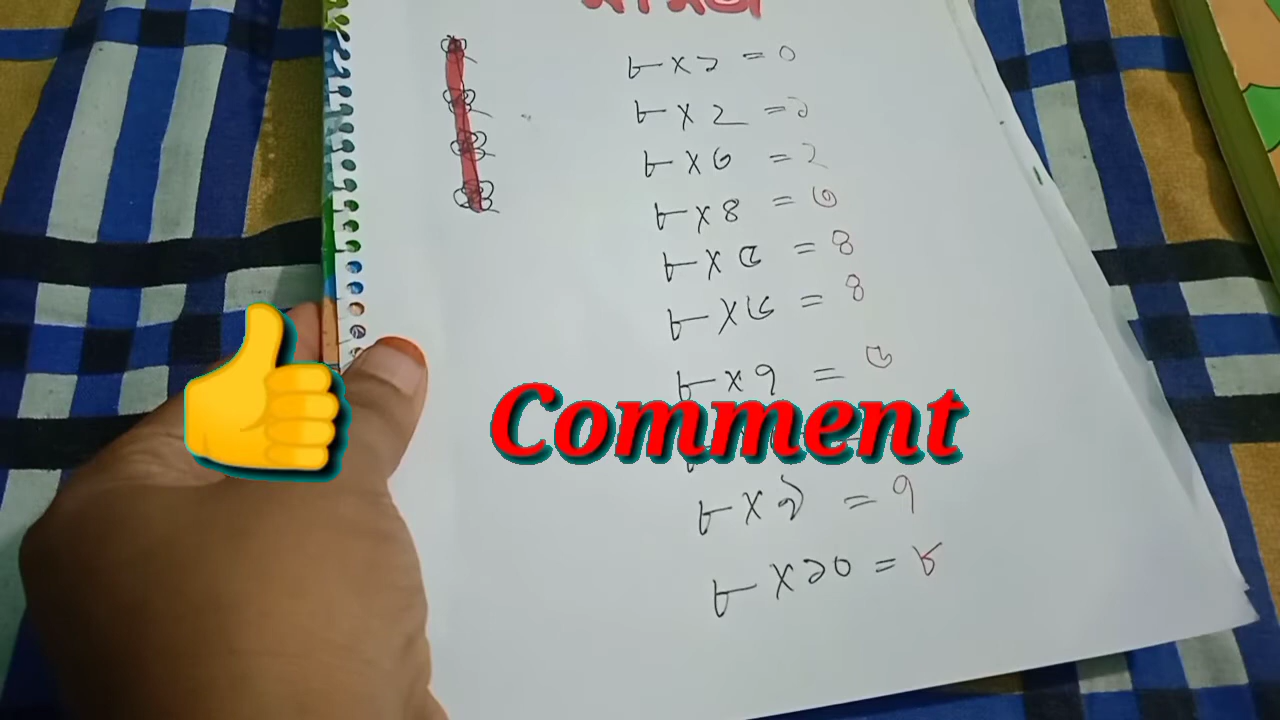 ৮ × ১ = ০
৮ × ২ = ১
৮ × ৩ = ২
৮ × ৪ = ৩
৮ × ৫ = ৪
৮ × ৬ = ৪
৮ × ৭ = ৫
Comment
৮ × ৯ = ৭
৮ × ১০ = ৮